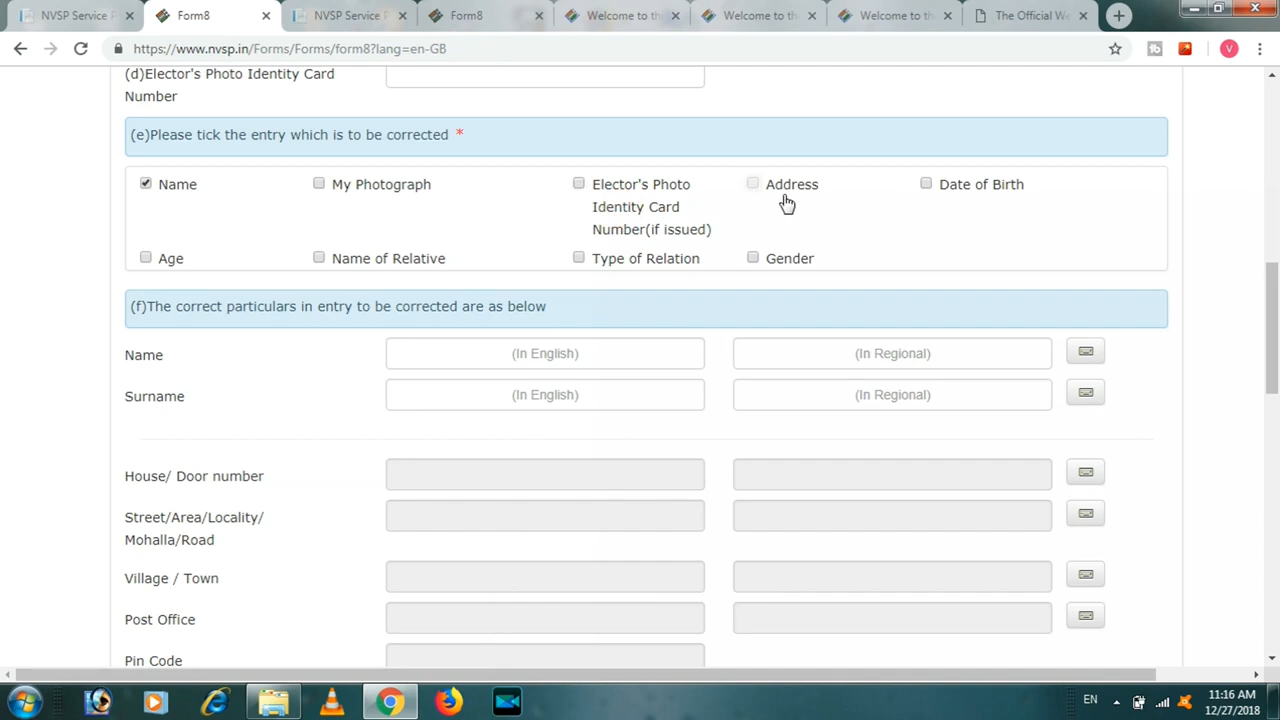 NVSP Service P
Form8
NVSP Service P
Form8
Welcome to th
Welcome to th
Welcome to th
The Official We
https://www.nvsp.in/Forms/Forms/form8?lang=en-GB
V
(d)Elector's Photo Identity Card
Number
(e)Please tick the entry which is to be corrected *
Name
My Photograph
Elector's Photo
Identity Card
Number(if issued)
Address
Date of Birth
Age
Name of Relative
Type of Relation
Gender
(f)The correct particulars in entry to be corrected are as below
Name
(In English)
(In Regional)
Surname
(In English)
(In Regional)
House/ Door number
Street/Area/Locality/
Mohalla/Road
Village / Town
Post Office
Pin Code
EN
11:16 AM
12/27/2018